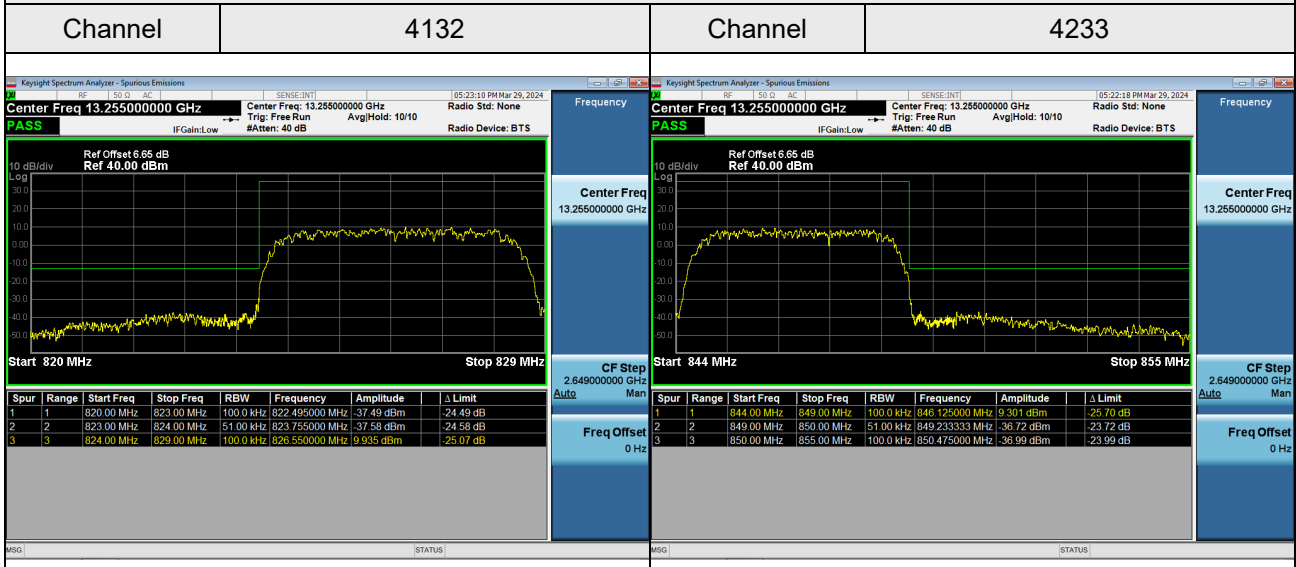 Channel 4132 Channel 4233
Keysight Spectrum Analyzer - Spurious Emissions
RF 50 Ω AC SENSE:INT 05:23:10 PM Mar 29, 2024
Center Freq 13.255000000 GHz
Center Freq: 13.255000000 GHz Radio Std: None
Trig: Free Run Avg|Hold: 10/10
PASS IFGain:Low #Atten: 40 dB Radio Device: BTS
Ref Offset 6.65 dB
10 dB/div Ref 40.00 dBm
Log
30.0
20.0
10.0
0.00
-10.0
-20.0
-30.0
-40.0
-50.0
Start 820 MHz Stop 829 MHz
Spur Range Start Freq Stop Freq RBW Frequency Amplitude Δ Limit
1 1 820.00 MHz 823.00 MHz 100.0 kHz 822.495000 MHz -37.49 dBm -24.49 dB
2 2 823.00 MHz 824.00 MHz 51.00 kHz 823.755000 MHz -37.58 dBm -24.58 dB
3 3 824.00 MHz 829.00 MHz 100.0 kHz 826.550000 MHz 9.935 dBm -25.07 dB
MSG STATUS
Frequency
Center Freq
13.255000000 GHz
CF Step
2.649000000 GHz
Auto Man
Freq Offset
0 Hz
Keysight Spectrum Analyzer - Spurious Emissions
RF 50 Ω AC SENSE:INT 05:22:18 PM Mar 29, 2024
Center Freq 13.255000000 GHz
Center Freq: 13.255000000 GHz Radio Std: None
Trig: Free Run Avg|Hold: 10/10
PASS IFGain:Low #Atten: 40 dB Radio Device: BTS
Ref Offset 6.65 dB
10 dB/div Ref 40.00 dBm
Log
30.0
20.0
10.0
0.00
-10.0
-20.0
-30.0
-40.0
-50.0
Start 844 MHz Stop 855 MHz
Spur Range Start Freq Stop Freq RBW Frequency Amplitude Δ Limit
1 1 844.00 MHz 849.00 MHz 100.0 kHz 846.125000 MHz 9.301 dBm -25.70 dB
2 2 849.00 MHz 850.00 MHz 51.00 kHz 849.233333 MHz -36.72 dBm -23.72 dB
3 3 850.00 MHz 855.00 MHz 100.0 kHz 850.475000 MHz -36.99 dBm -23.99 dB
MSG STATUS
Frequency
Center Freq
13.255000000 GHz
CF Step
2.649000000 GHz
Auto Man
Freq Offset
0 Hz